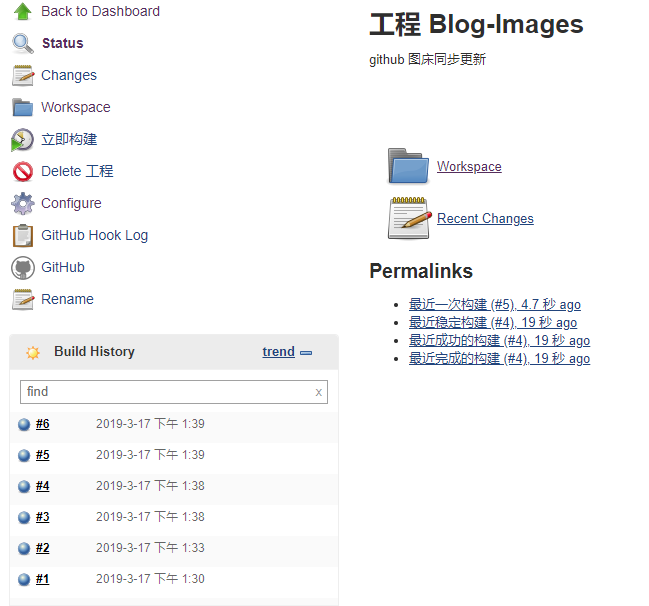 Back to Dashboard
Status
Changes
Workspace
立即构建
Delete 工程
Configure
GitHub Hook Log
GitHub
Rename
Build History trend
find x
#6 2019-3-17 下午 1:39
#5 2019-3-17 下午 1:39
#4 2019-3-17 下午 1:38
#3 2019-3-17 下午 1:38
#2 2019-3-17 下午 1:33
#1 2019-3-17 下午 1:30
工程 Blog-Images
github 图床同步更新
Workspace
Recent Changes
Permalinks
最近一次构建 (#5), 4.7 秒 ago
最近稳定构建 (#4), 19 秒 ago
最近成功的构建 (#4), 19 秒 ago
最近完成的构建 (#4), 19 秒 ago